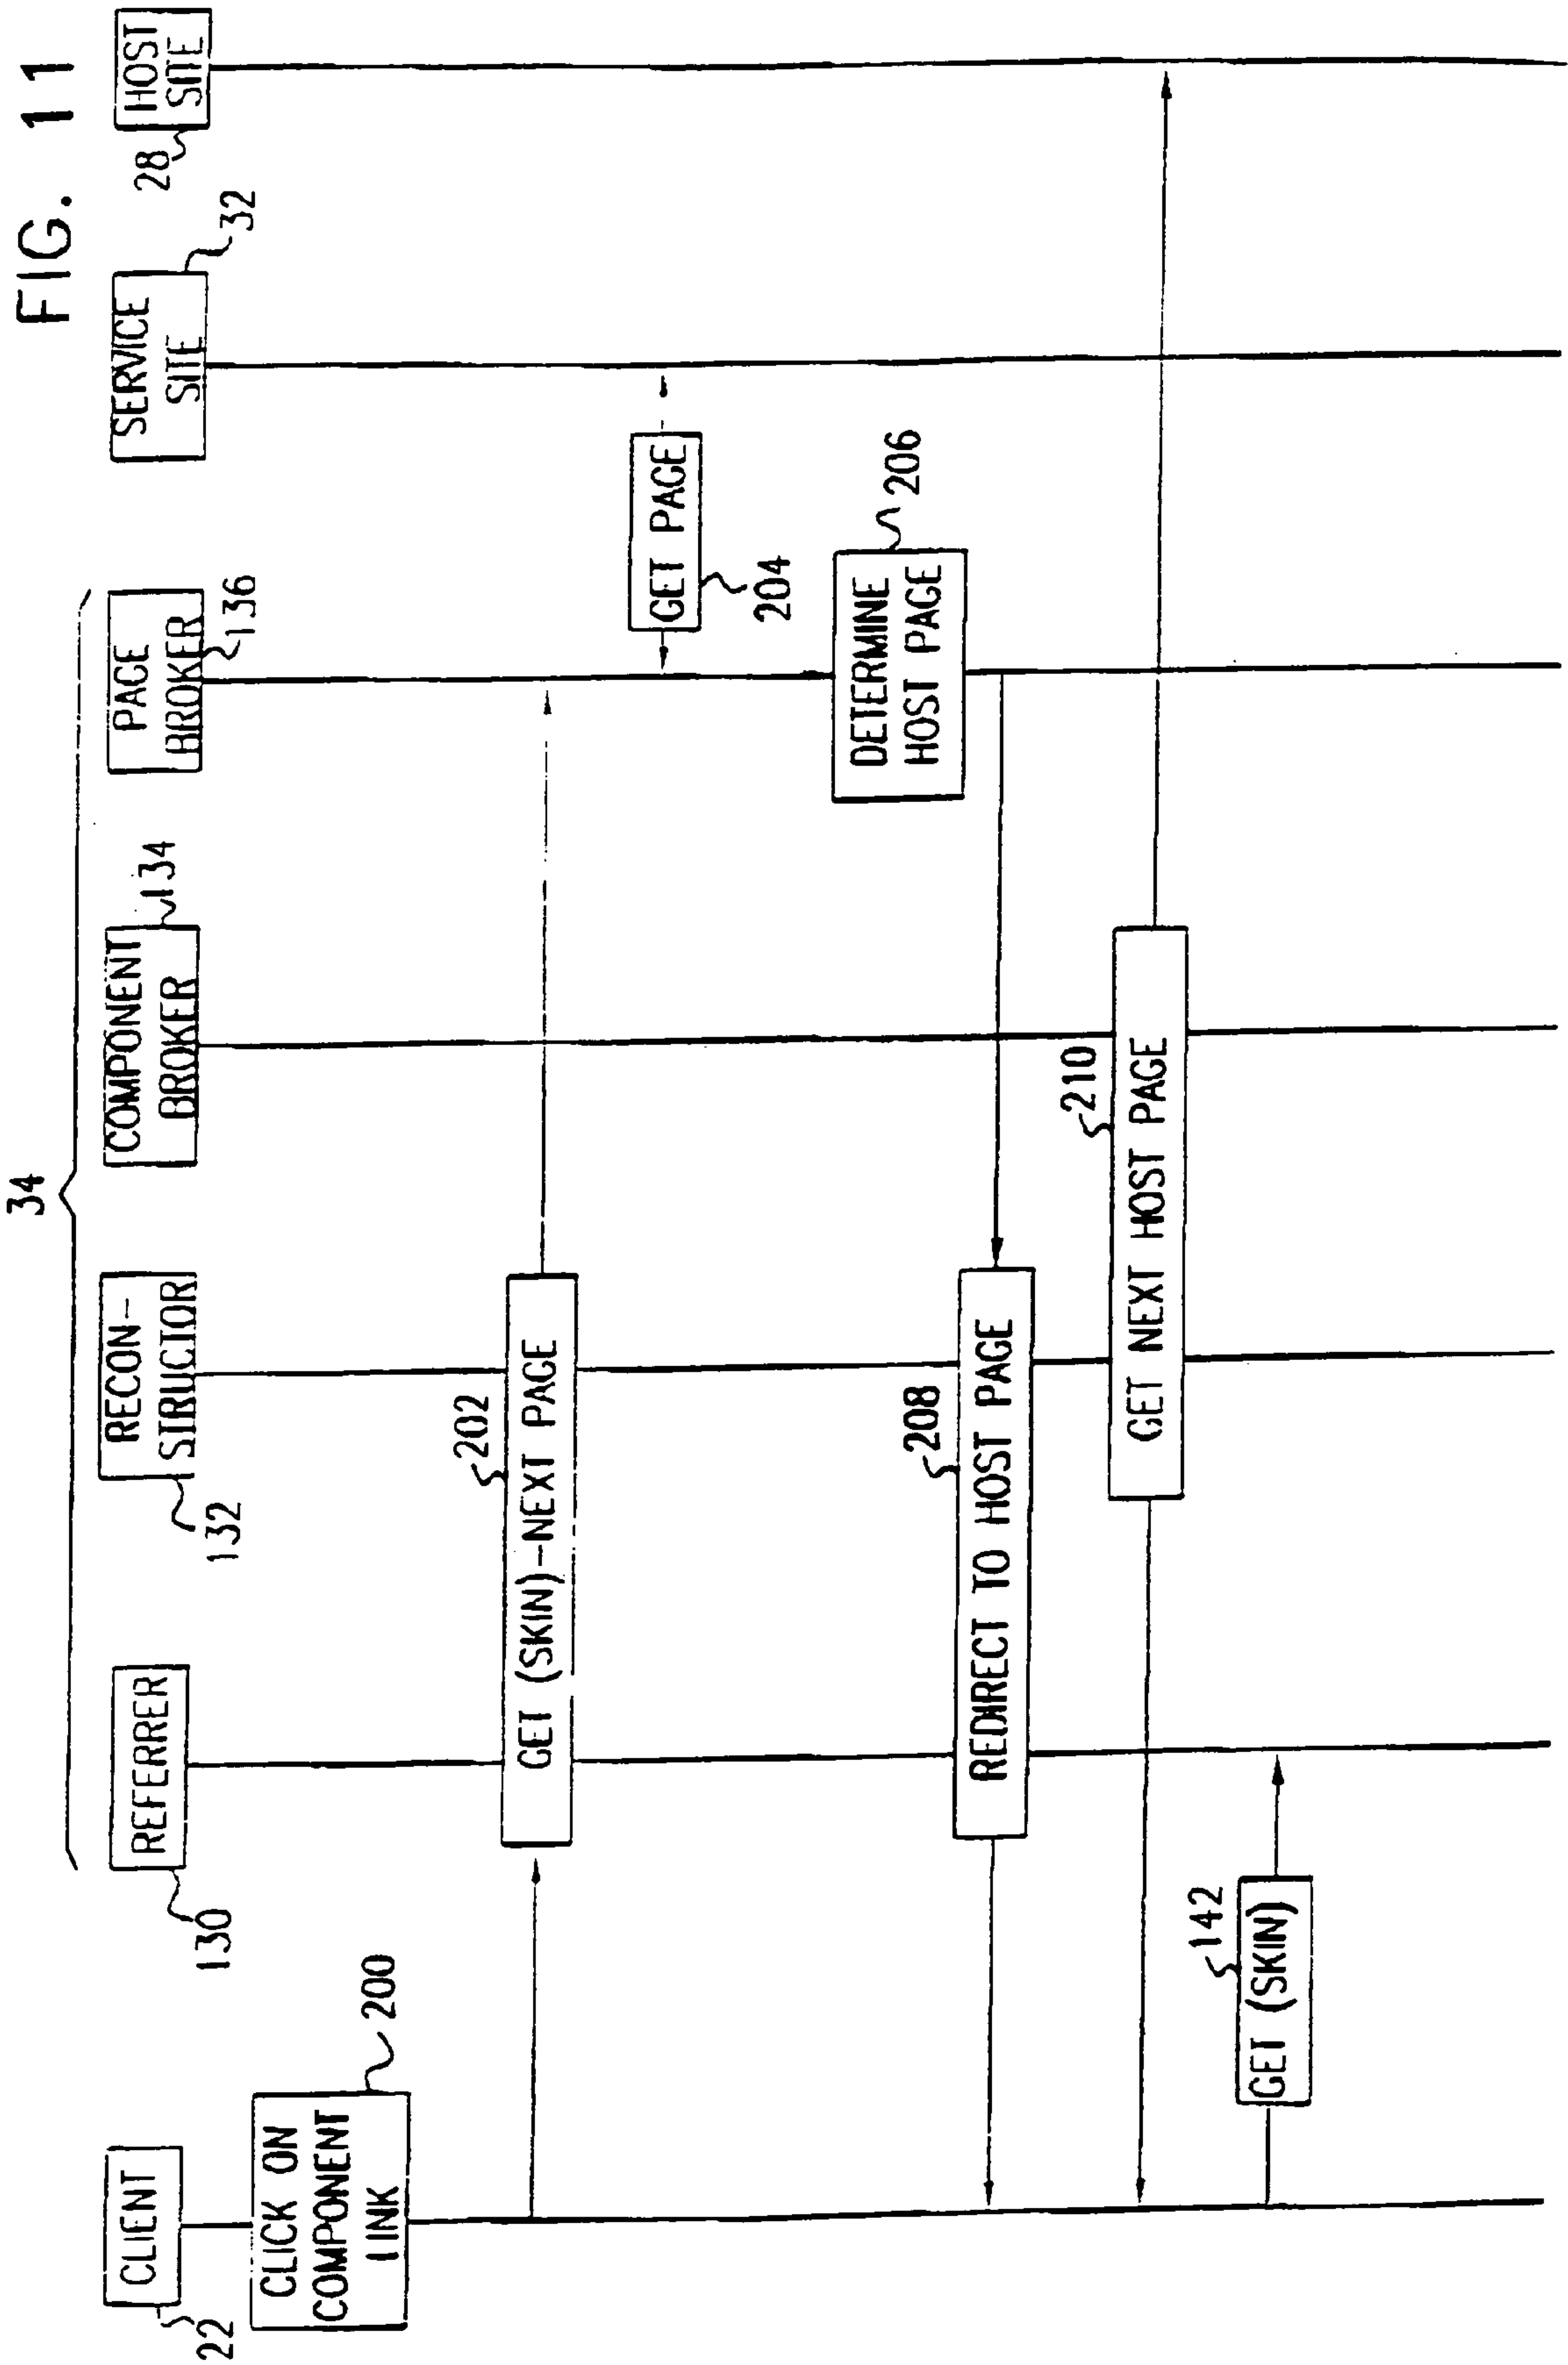 FIG. 11
34
CLIENT
22
REFERRER
130
RECON-
STRUCTOR
132
COMPONENT
BROKER
134
PAGE
BROKER
136
SERVICE
SITE
32
HOST
SITE
28
CLICK ON
COMPONENT
LINK
200
202
GET (SKIN)-NEXT PAGE
GET PAGE
204
DETERMINE
HOST PAGE
206
208
REDIRECT TO HOST PAGE
210
GET NEXT HOST PAGE
142
GET (SKIN)